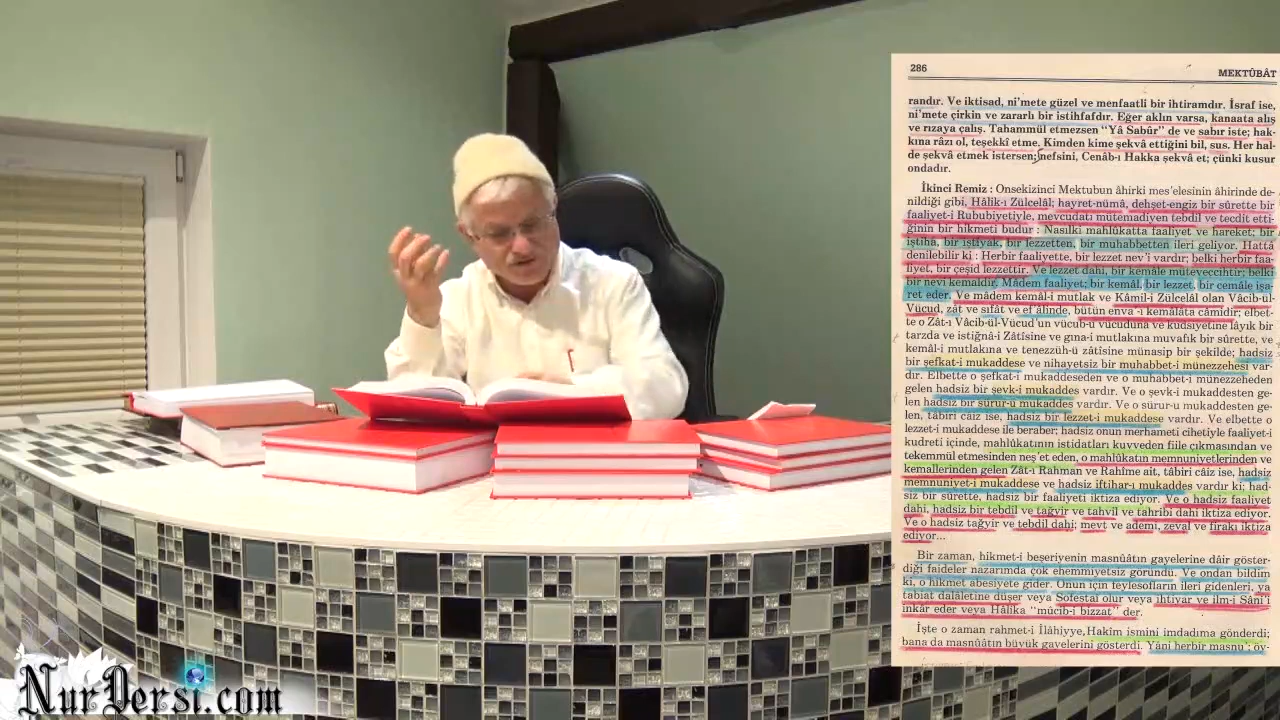 286
MEKTÛBÂT
randır. Ve iktisad, ni'mete güzel ve menfaatli bir ihtiramdır. İsraf ise,
ni'mete çirkin ve zararlı bir istihfafdır. Eğer aklın varsa, kanaata alış
ve rızaya çalış. Tahammül etmezsen "Yâ Sabûr" de ve sabır iste; hak-
kına râzı ol, teşekkî etme. Kimden kime şekvâ ettiğini bil, sus. Her hal-
de şekvâ etmek istersen; nefsini, Cenâb-ı Hakka şekvâ et; çünki kusur
ondadır.
İkinci Remiz : Onsekizinci Mektubun âhirki mes'elesinin âhirinde de-
nildiği gibi, Hâlik-ı Zülcelâl; hayret-nümâ, dehşet-engiz bir sûrette bir
faaliyet-i Rububiyetiyle, mevcudatı mütemadiyen tebdil ve tecdit etti-
ğinin bir hikmeti budur : Nasılki mahlûkatta faaliyet ve hareket; bir
iştihâ, bir iştiyak, bir lezzetten, bir muhabbetten ileri geliyor. Hattâ
denilebilir ki : Herbir faaliyette, bir lezzet nev'i vardır; belki herbir faa-
liyet, bir çeşid lezzettir. Ve lezzet dahi, bir kemâle müteveccihtir; belki
bir nevi kemaldir. Mâdem faaliyet; bir kemâl, bir lezzet, bir cemâle işa-
ret eder. Ve mâdem kemâl-i mutlak ve Kâmil-i Zülcelâl olan Vâcib-ül-
Vücud, zât ve sıfât ve ef'âlinde, bütün enva'-ı kemâlâta câmidir; elbet-
te o Zât-ı Vâcib-ül-Vücud'un vücub-u vücuduna ve kudsiyetine lâyık bir
tarzda ve istiğnâ-i Zâtîsine ve gına-i mutlakına muvafık bir sûrette, ve
kemâl-i mutlakına ve tenezzüh-ü zâtîsine münasip bir şekilde; hadsiz
bir şefkat-i mukaddese ve nihayetsiz bir muhabbet-i münezzehesi var-
dır. Elbette o şefkat-i mukaddeseden ve o muhabbet-i münezzeheden
gelen hadsiz bir şevk-i mukaddes vardır. Ve o şevk-i mukaddesten ge-
len hadsiz bir sürur-u mukaddes vardır. Ve o sürur-u mukaddesten ge-
len, tâbiri câiz ise, hadsiz bir lezzet-i mukaddese vardır. Ve elbette o
lezzet-i mukaddese ile beraber; hadsiz onun merhameti cihetiyle faaliyet-i
kudreti içinde, mahlûkatının istidatları kuvveden fiile çıkmasından ve
tekemmül etmesinden neş'et eden, o mahlûkatın memnuniyetlerinden ve
kemallerinden gelen Zât-ı Rahman ve Rahîme ait, tâbiri câiz ise, hadsiz
memnuniyet-i mukaddese ve hadsiz iftihar-ı mukaddes vardır ki; had-
siz bir sûrette, hadsiz bir faaliyeti iktiza ediyor. Ve o hadsiz faaliyet
dahi, hadsiz bir tebdil ve tağyir ve tahvil ve tahribi dahi iktiza ediyor.
Ve o hadsiz tağyir ve tebdil dahi; mevt ve ademi, zeval ve firakı iktiza
ediyor...
Bir zaman, hikmet-i beşeriyenin masnuâtın gayelerine dâir göster-
diği faideler nazarımda çok ehemmiyetsiz göründü. Ve ondan bildim
ki, o hikmet abesiyete gider. Onun için feylesofların ileri gidenleri, ya
tabiat dalâletine düşer veya Sofestaî olur veya ihtiyar ve ilm-i Sâni'i
inkâr eder veya Hâlika "mûcib-i bizzat" der.
İşte o zaman rahmet-i İlâhiyye, Hakîm ismini imdadıma gönderdi;
bana da masnuâtın büyük gayelerini gösterdi. Yâni herbir masnu'; öy-
NurDersi.com